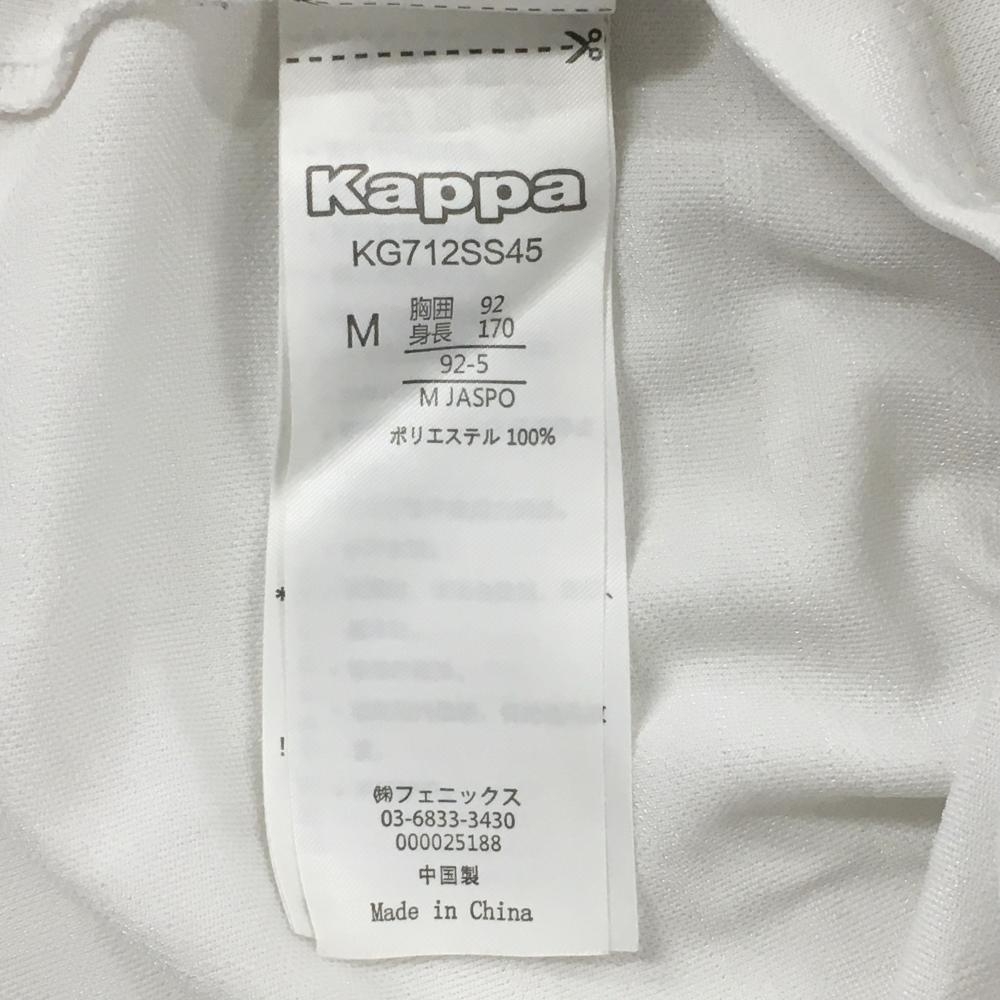 Kappa
KG712SS45
M 胸囲 92
身長 170
92-5
M JASPO
ポリエステル 100%
㈱フェニックス
03-6833-3430
000025188
中国製
Made in China